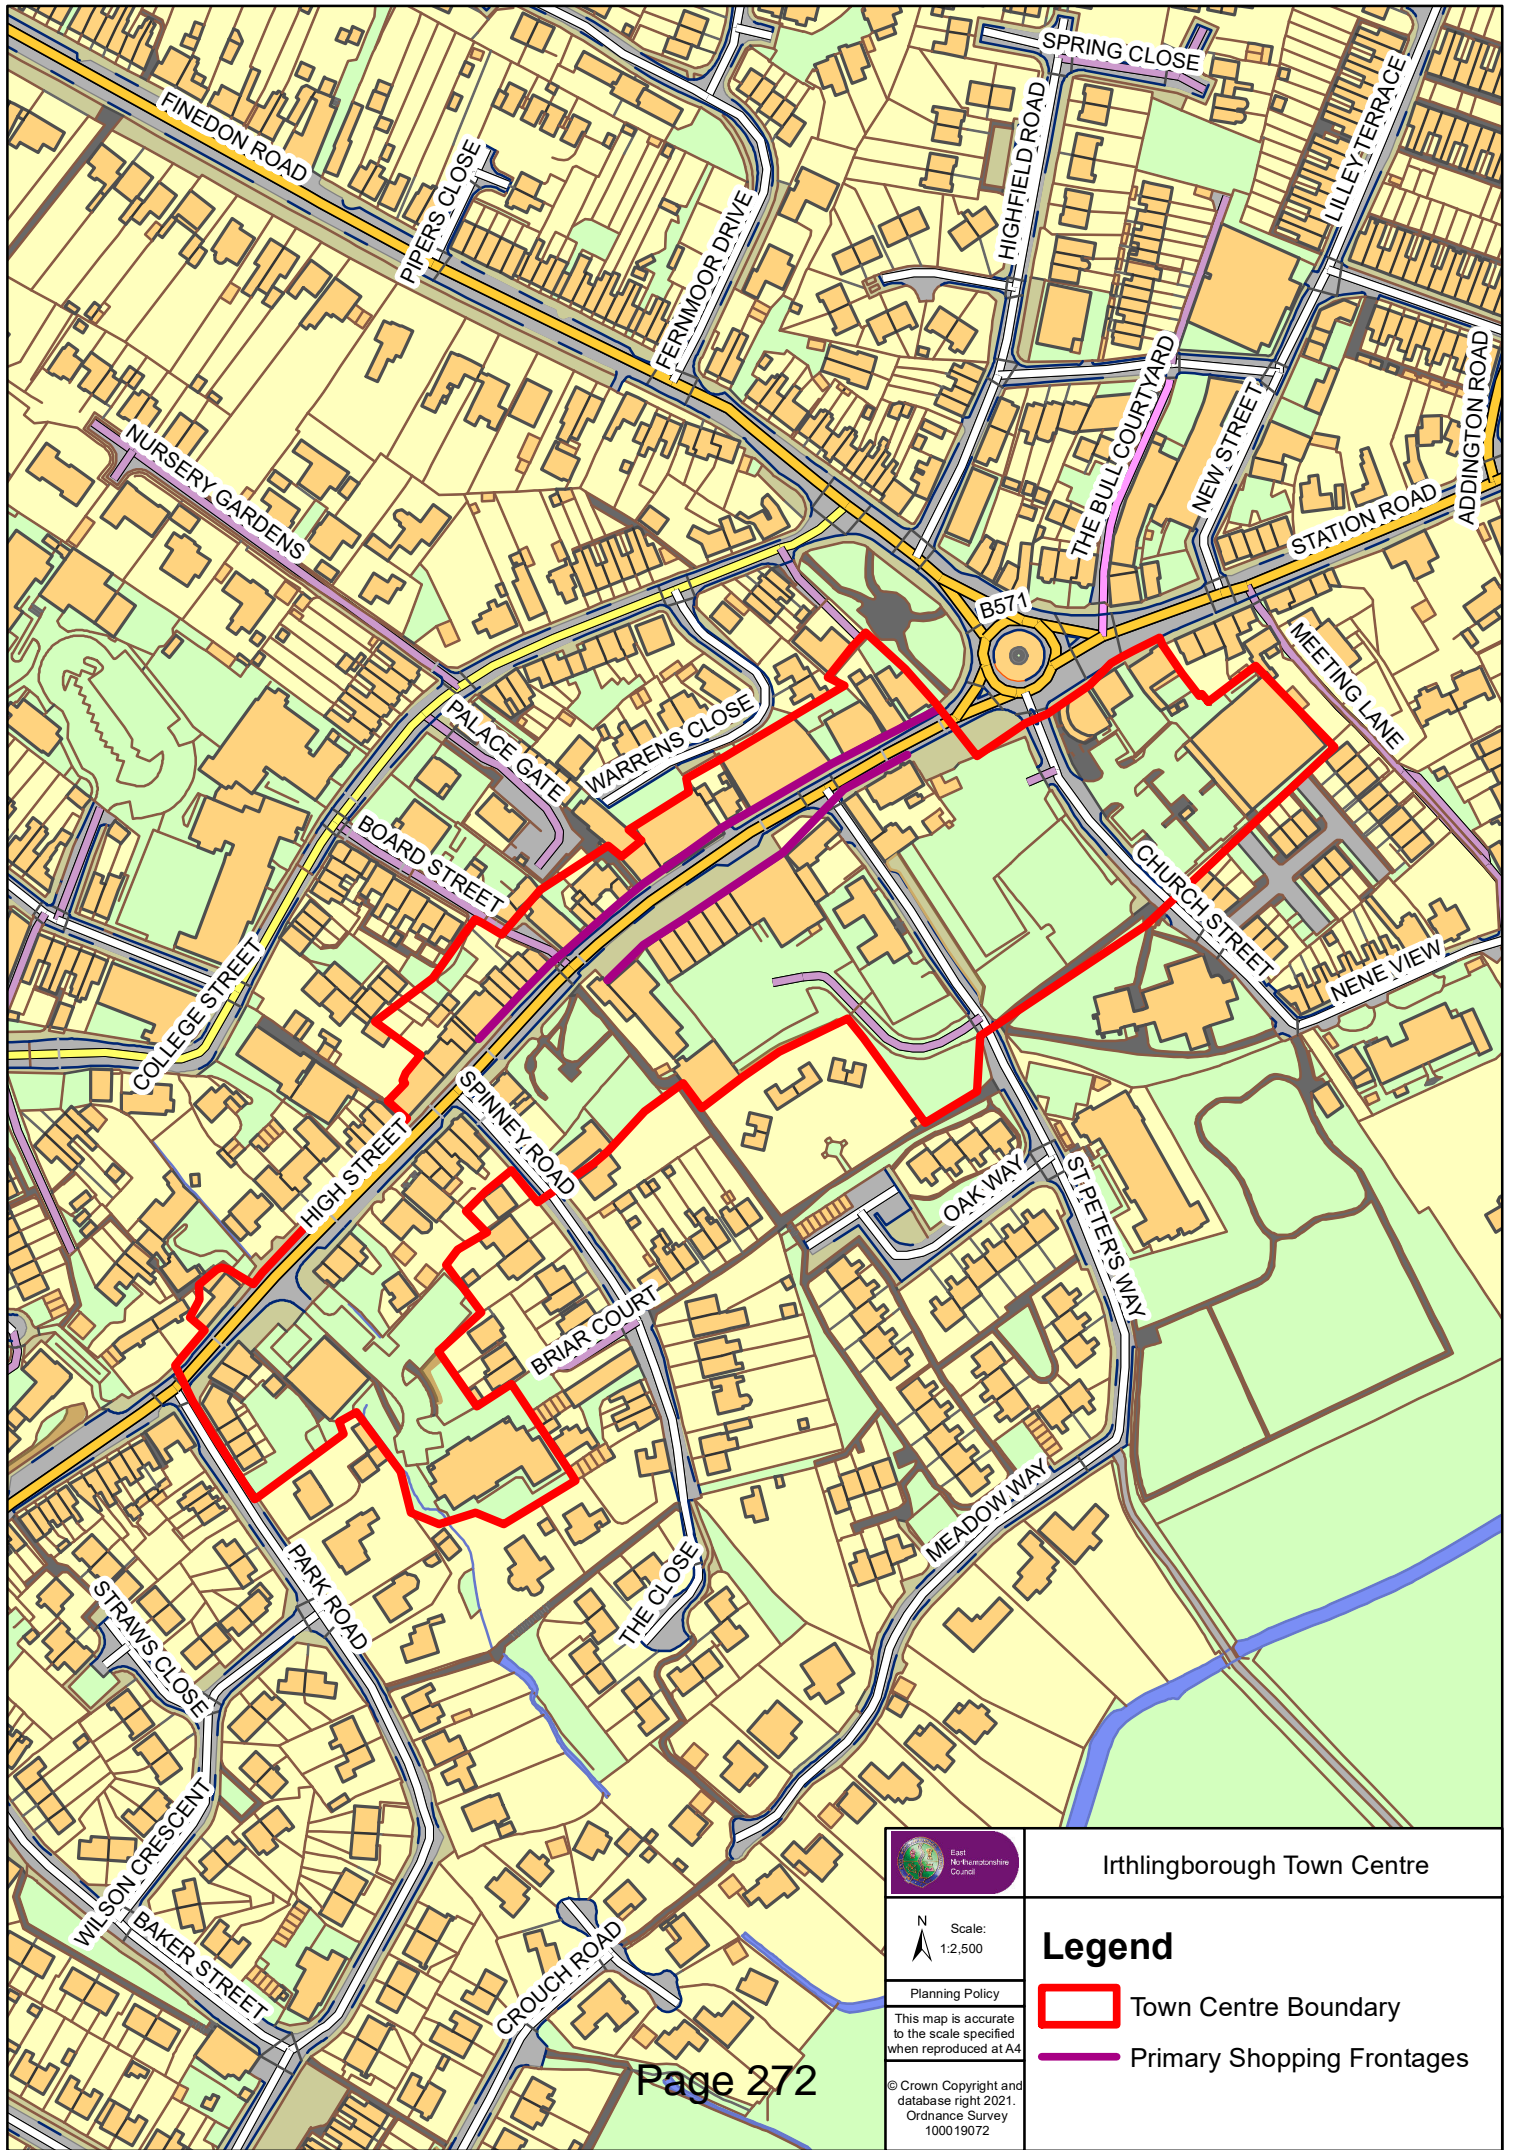 SPRING CLOSE
FINEDON ROAD
HIGHFIELD ROAD
LILLEY TERRACE
PIPERS CLOSE
FERNMOOR DRIVE
THE BULL COURTYARD
NEW STREET
ADDINGTON ROAD
NURSERY GARDENS
STATION ROAD
B571
MEETING LANE
PALACE GATE
WARRENS CLOSE
BOARD STREET
CHURCH STREET
NENE VIEW
COLLEGE STREET
SPINNEY ROAD
HIGH STREET
OAK WAY
ST PETER'S WAY
BRIAR COURT
MEADOW WAY
THE CLOSE
PARK ROAD
STRAWS CLOSE
WILSON CRESCENT
BAKER STREET
CROUCH ROAD
Page 272
East
Northamptonshire
Council
Irthlingborough Town Centre
N
Scale:
1:2,500
Planning Policy
This map is accurate
to the scale specified
when reproduced at A4
© Crown Copyright and
database right 2021.
Ordnance Survey
100019072
Legend
Town Centre Boundary
Primary Shopping Frontages